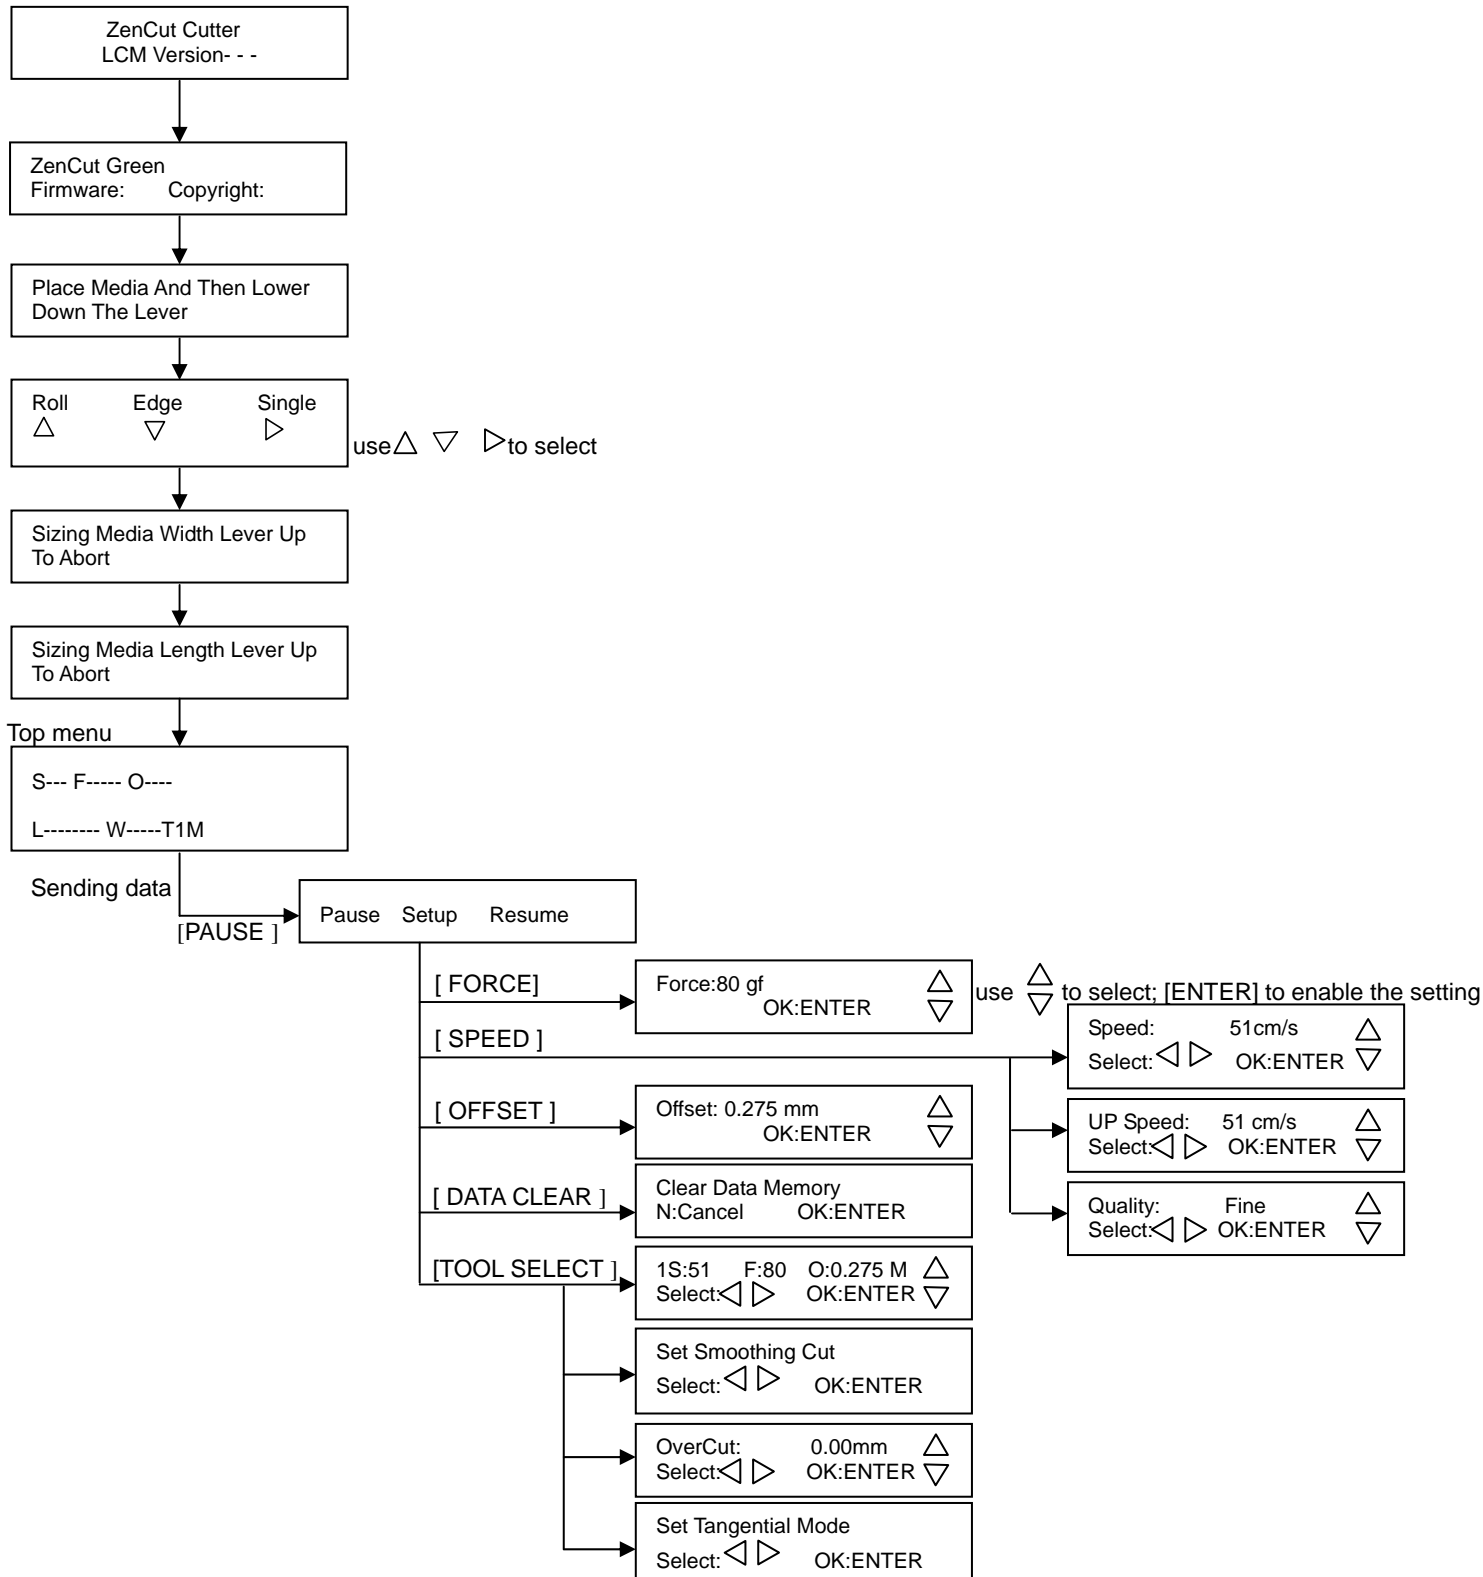 ZenCut Cutter
LCM Version- - -
ZenCut Green
Firmware: Copyright:
Place Media And Then Lower
Down The Lever
Roll Edge Single
△ ▽ ▷
use △ ▽ ▷ to select
Sizing Media Width Lever Up
To Abort
Sizing Media Length Lever Up
To Abort
Top menu
S--- F----- O----
L-------- W-----T1M
Sending data
[PAUSE ]
Pause Setup Resume
[ FORCE]
Force:80 gf △
OK:ENTER ▽
use △ ▽ to select; [ENTER] to enable the setting
[ SPEED ]
Speed: 51cm/s △
Select: ◁ ▷ OK:ENTER ▽
UP Speed: 51 cm/s △
Select: ◁ ▷ OK:ENTER ▽
Quality: Fine △
Select: ◁ ▷ OK:ENTER ▽
[ OFFSET ]
Offset: 0.275 mm △
OK:ENTER ▽
[ DATA CLEAR ]
Clear Data Memory
N:Cancel OK:ENTER
[TOOL SELECT ]
1S:51 F:80 O:0.275 M △
Select: ◁ ▷ OK:ENTER ▽
Set Smoothing Cut
Select: ◁ ▷ OK:ENTER
OverCut: 0.00mm △
Select: ◁ ▷ OK:ENTER ▽
Set Tangential Mode
Select: ◁ ▷ OK:ENTER